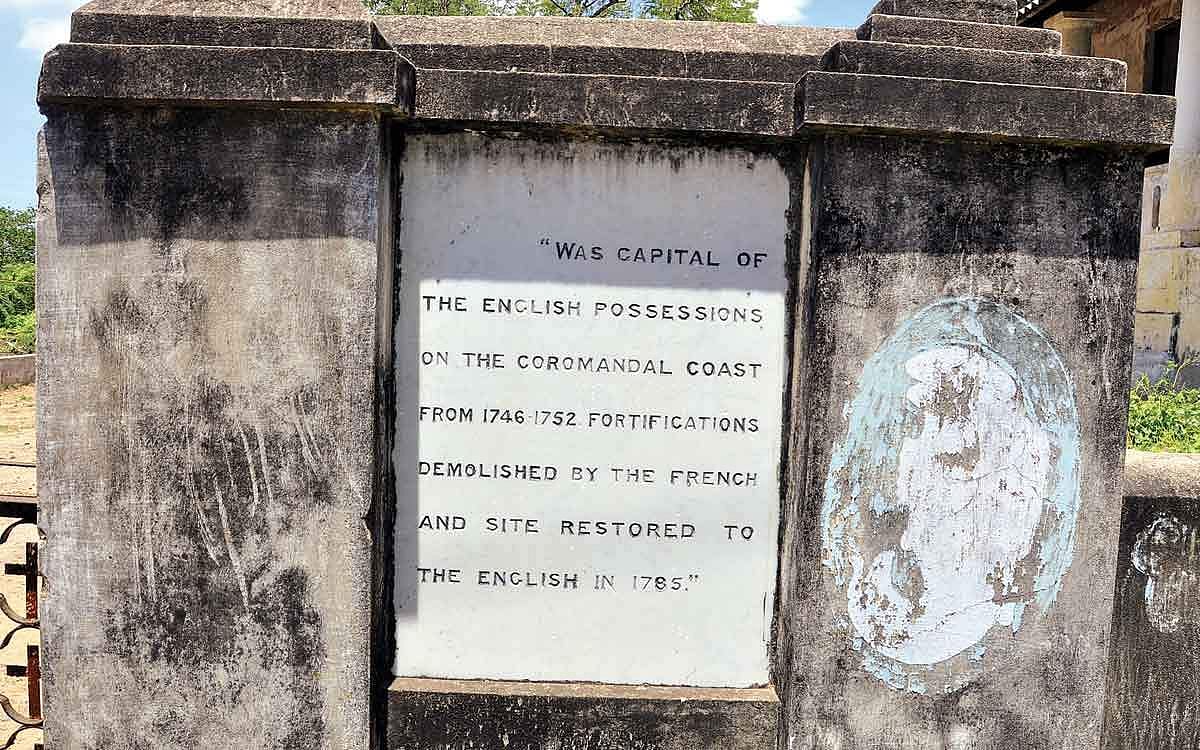 "WAS CAPITAL OF
THE ENGLISH POSSESSIONS
ON THE COROMANDAL COAST
FROM 1746-1752. FORTIFICATIONS
DEMOLISHED BY THE FRENCH
AND SITE RESTORED TO
THE ENGLISH IN 1785."